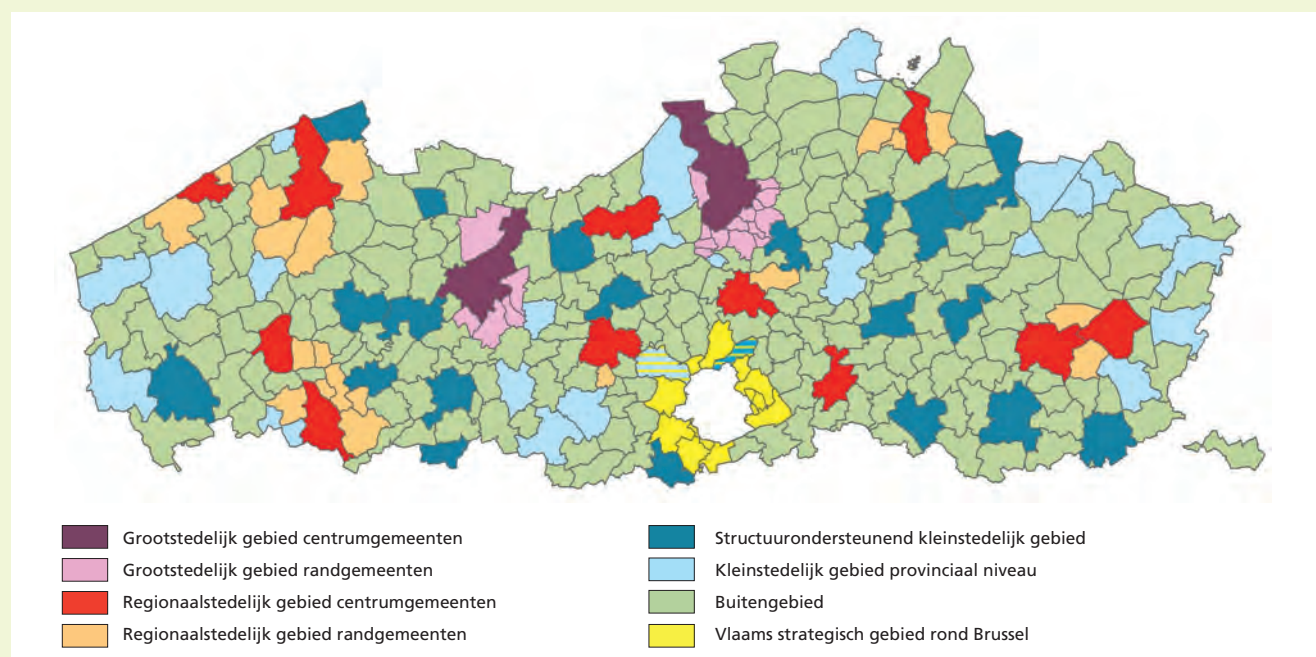 Grootstedelijk gebied centrumgemeenten
Grootstedelijk gebied randgemeenten
Regionaalstedelijk gebied centrumgemeenten
Regionaalstedelijk gebied randgemeenten
Structuurondersteunend kleinstedelijk gebied
Kleinstedelijk gebied provinciaal niveau
Buitengebied
Vlaams strategisch gebied rond Brussel